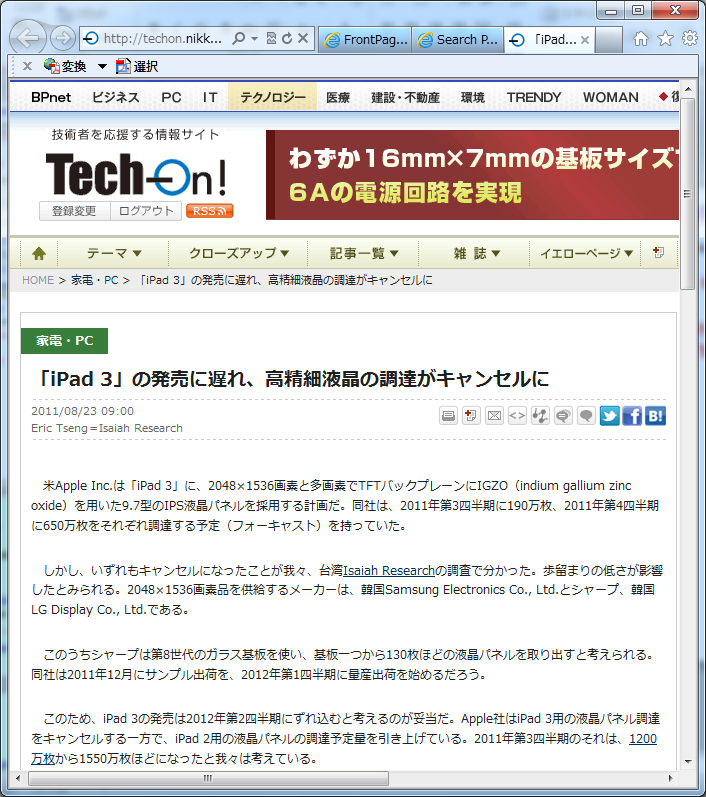 http://techon.nikk...
FrontPag...
Search P...
「iPad...
変換
選択
BPnet ビジネス PC IT テクノロジー 医療 建設・不動産 環境 TRENDY WOMAN
技術者を応援する情報サイト
Tech-On!
登録変更 ログアウト RSS
わずか16mm×7mmの基板サイズで
6Aの電源回路を実現
テーマ▼ クローズアップ▼ 記事一覧▼ 雑誌▼ イエローページ▼
HOME > 家電・PC > 「iPad 3」の発売に遅れ、高精細液晶の調達がキャンセルに
家電・PC
「iPad 3」の発売に遅れ、高精細液晶の調達がキャンセルに
2011/08/23 09:00
Eric Tseng=Isaiah Research
B!
米Apple Inc.は「iPad 3」に、2048×1536画素と多画素でTFTバックプレーンにIGZO（indium gallium zinc
oxide）を用いた9.7型のIPS液晶パネルを採用する計画だ。同社は、2011年第3四半期に190万枚、2011年第4四半期
に650万枚をそれぞれ調達する予定（フォーキャスト）を持っていた。
しかし、いずれもキャンセルになったことが我々、台湾Isaiah Researchの調査で分かった。歩留まりの低さが影響
したとみられる。2048×1536画素品を供給するメーカーは、韓国Samsung Electronics Co., Ltd.とシャープ、韓国
LG Display Co., Ltd.である。
このうちシャープは第8世代のガラス基板を使い、基板一つから130枚ほどの液晶パネルを取り出すと考えられる。
同社は2011年12月にサンプル出荷を、2012年第1四半期に量産出荷を始めるだろう。
このため、iPad 3の発売は2012年第2四半期にずれ込むと考えるのが妥当だ。Apple社はiPad 3用の液晶パネル調達
をキャンセルする一方で、iPad 2用の液晶パネルの調達予定量を引き上げている。2011年第3四半期のそれは、1200
万枚から1550万枚ほどになったと我々は考えている。